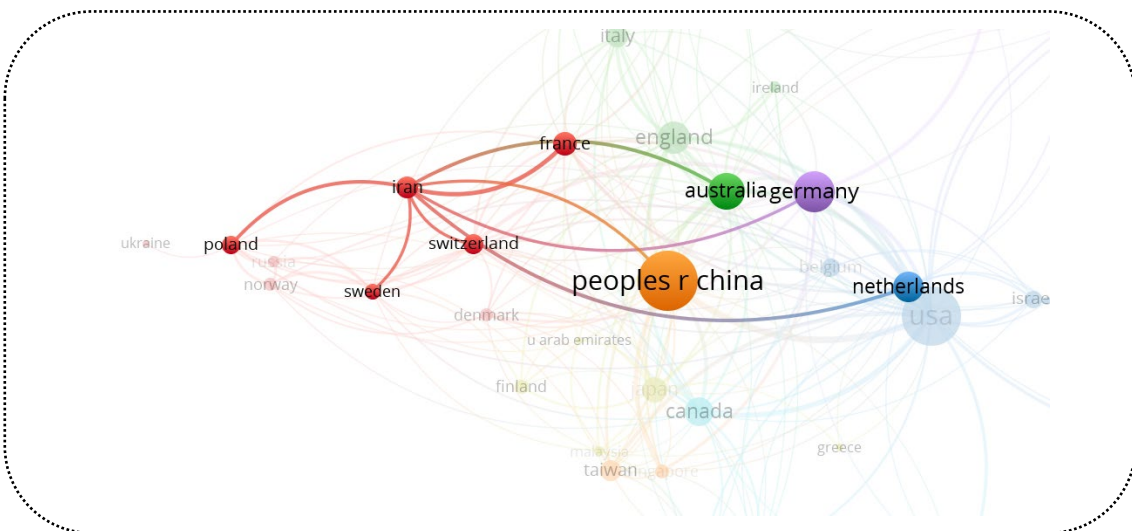 italy
ireland
england
france
iran
australia
germany
ukraine
poland
switzerland
russia
belgium
peoples r china
norway
sweden
netherlands
israe
denmark
usa
u arab emirates
finland
japan
canada
greece
malaysia
taiwan